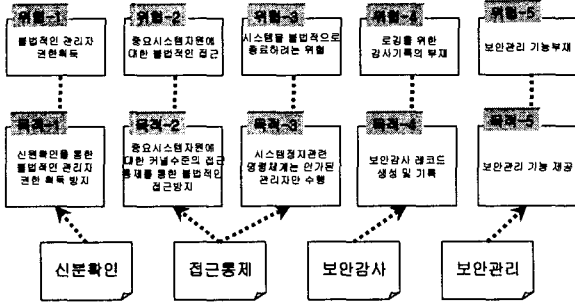 위협-1
불법적인 관리자
권한획득
위협-2
중요시스템자원에
대한 불법적인 접근
위협-3
시스템을 불법적으로
종료하려는 위협
위협-4
로깅을 위한
감사기록의 부재
위협-5
보안관리 기능부재
목적-1
신원확인을 통한
불법적인 관리자
권한 획득 방지
목적-2
중요시스템자원에
대한 커널수준의 접근
통제를 통한 불법적인
접근방지
목적-3
시스템정지관련
명령체계는 인가된
관리자만 수행
목적-4
보안감사 레코드
생성 및 기록
목적-5
보안관리 기능 제공
신분확인
접근통제
보안감사
보안관리